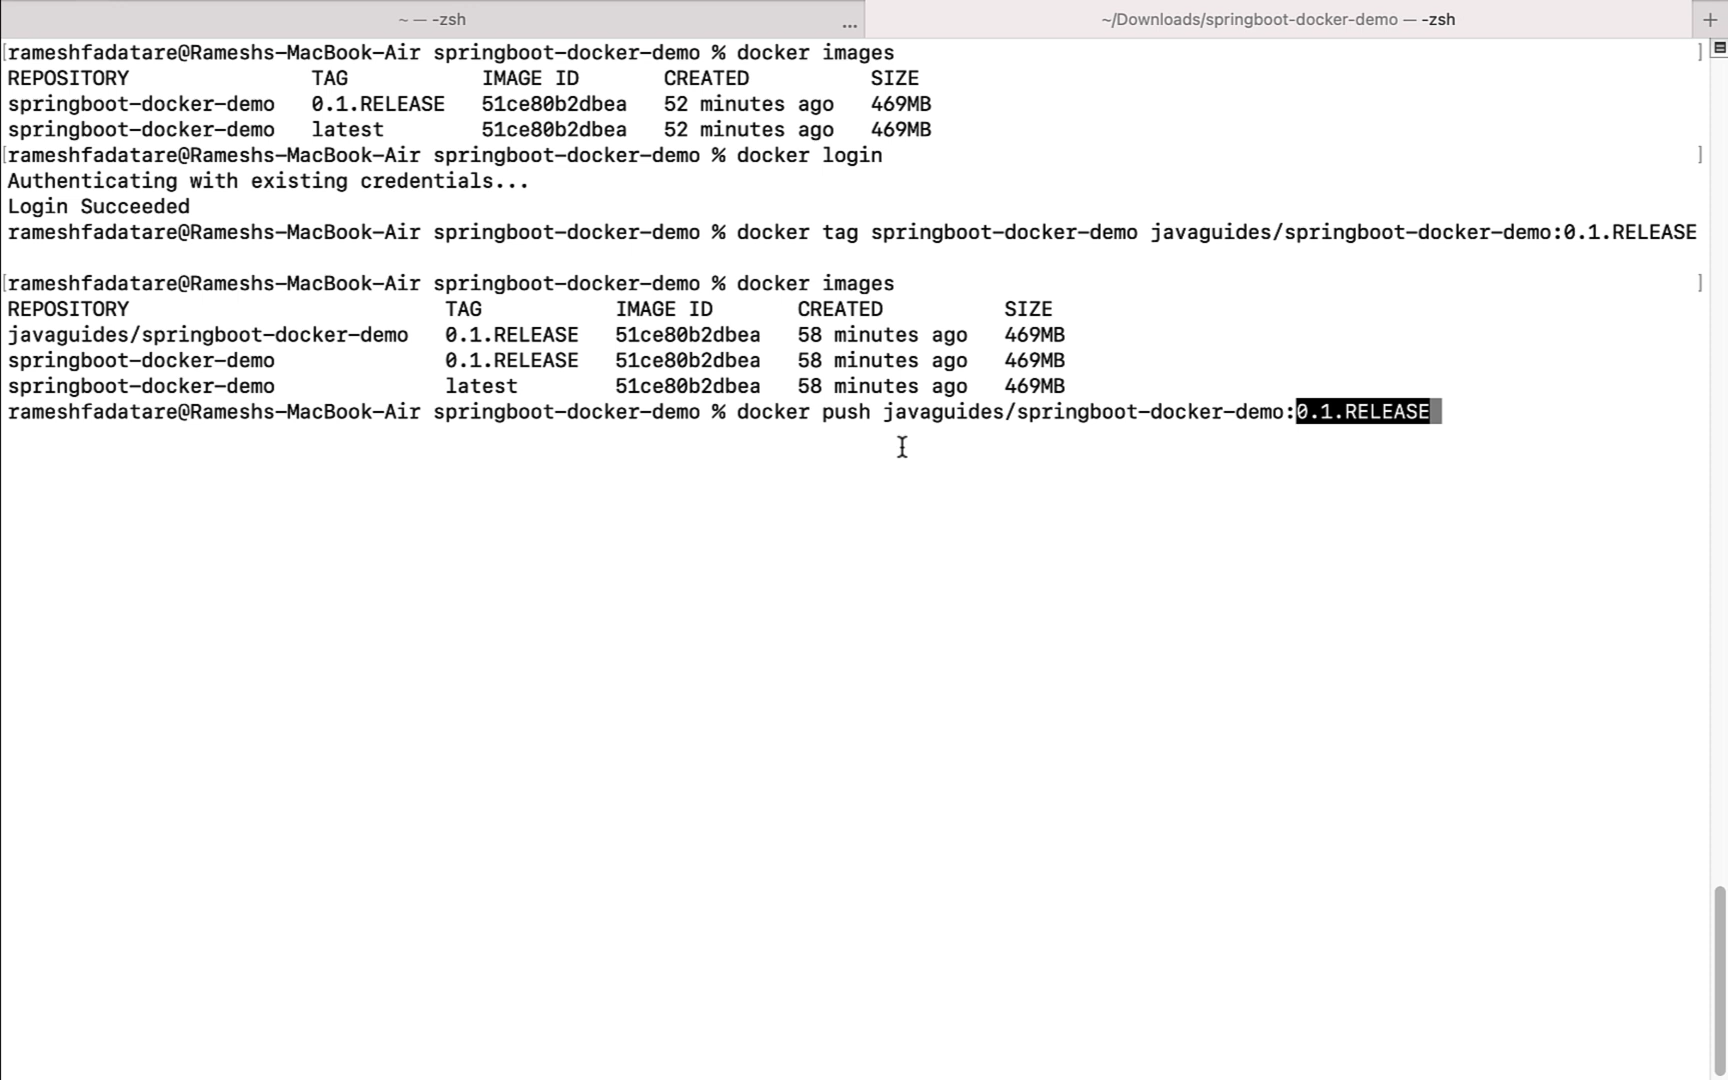 ~ — -zsh ... ~/Downloads/springboot-docker-demo — -zsh +
[rameshfadatare@Rameshs-MacBook-Air springboot-docker-demo % docker images ]
REPOSITORY TAG IMAGE ID CREATED SIZE
springboot-docker-demo 0.1.RELEASE 51ce80b2dbea 52 minutes ago 469MB
springboot-docker-demo latest 51ce80b2dbea 52 minutes ago 469MB
[rameshfadatare@Rameshs-MacBook-Air springboot-docker-demo % docker login ]
Authenticating with existing credentials...
Login Succeeded
rameshfadatare@Rameshs-MacBook-Air springboot-docker-demo % docker tag springboot-docker-demo javaguides/springboot-docker-demo:0.1.RELEASE
[rameshfadatare@Rameshs-MacBook-Air springboot-docker-demo % docker images ]
REPOSITORY TAG IMAGE ID CREATED SIZE
javaguides/springboot-docker-demo 0.1.RELEASE 51ce80b2dbea 58 minutes ago 469MB
springboot-docker-demo 0.1.RELEASE 51ce80b2dbea 58 minutes ago 469MB
springboot-docker-demo latest 51ce80b2dbea 58 minutes ago 469MB
rameshfadatare@Rameshs-MacBook-Air springboot-docker-demo % docker push javaguides/springboot-docker-demo:0.1.RELEASE